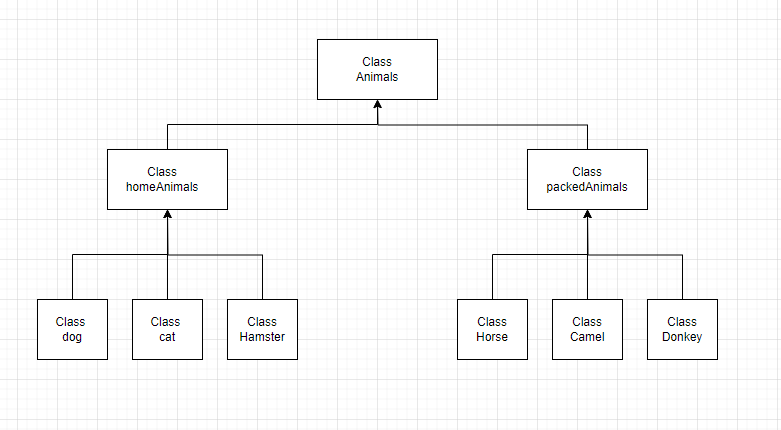 Class
Animals
Class
homeAnimals
Class
packedAnimals
Class
dog
Class
cat
Class
Hamster
Class
Horse
Class
Camel
Class
Donkey